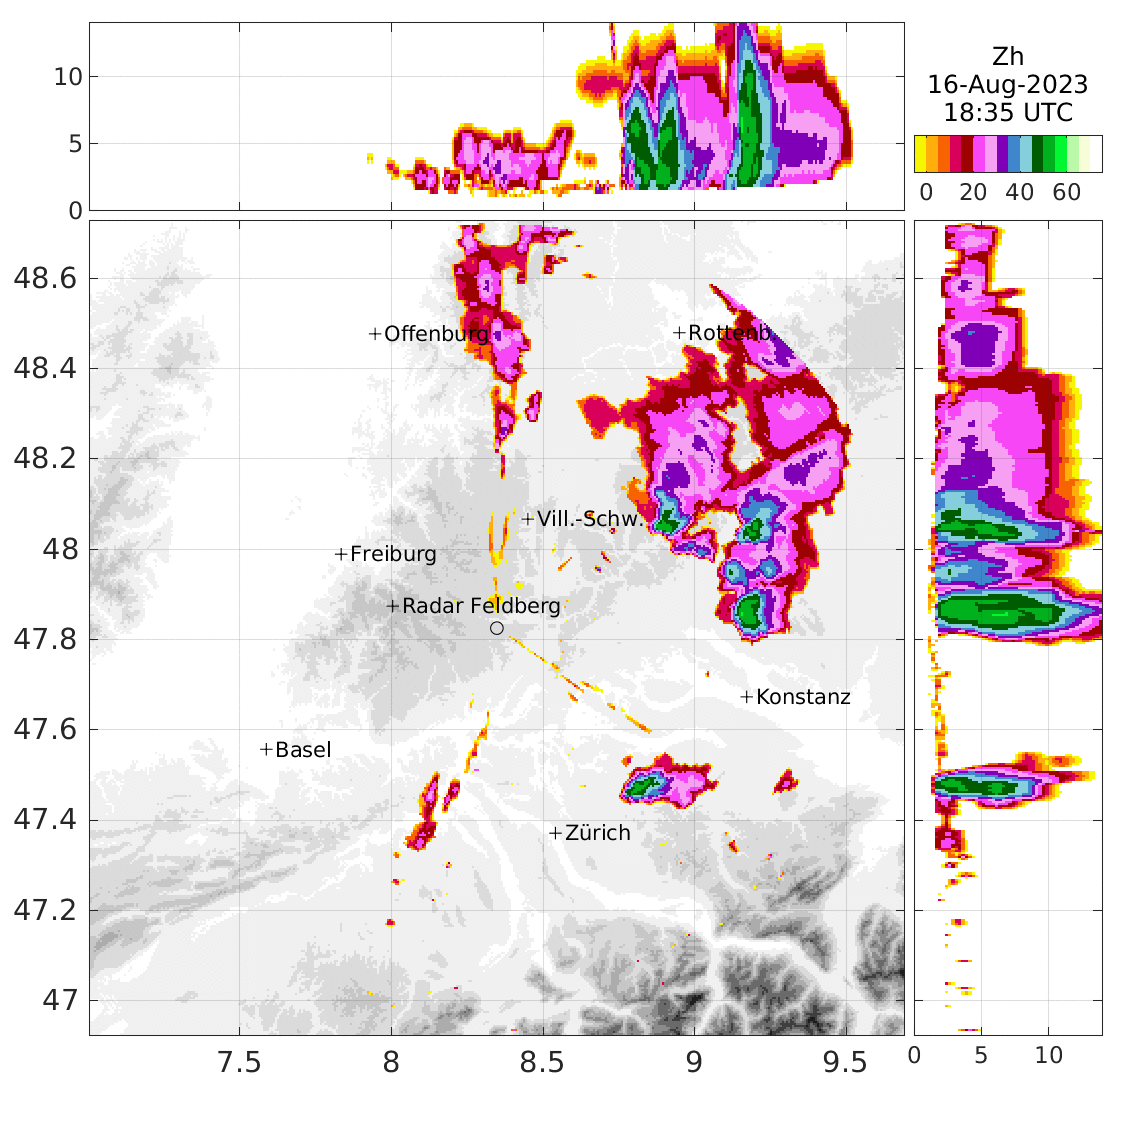 10
5
0
Zh
16-Aug-2023
18:35 UTC
0 20 40 60
48.6
48.4
48.2
48
47.8
47.6
47.4
47.2
47
+Offenburg
+Rottenb.
+Vill.-Schw.
+Freiburg
+Radar Feldberg
+Konstanz
+Basel
+Zürich
7.5 8 8.5 9 9.5
0 5 10